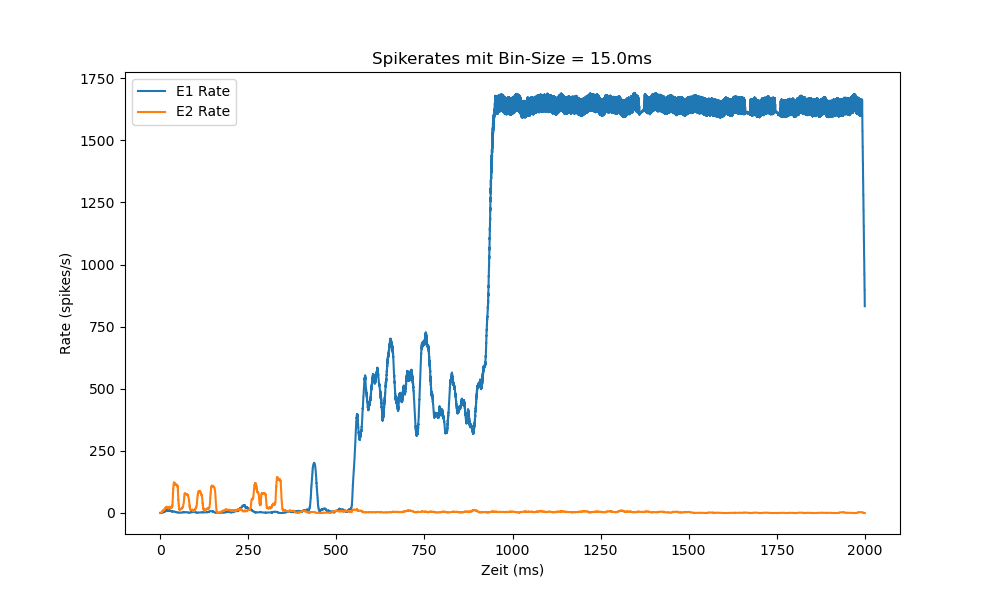 Spikerates mit Bin-Size = 15.0ms
E1 Rate
E2 Rate
1750
1500
1250
1000
750
500
250
0
Rate (spikes/s)
0 250 500 750 1000 1250 1500 1750 2000
Zeit (ms)